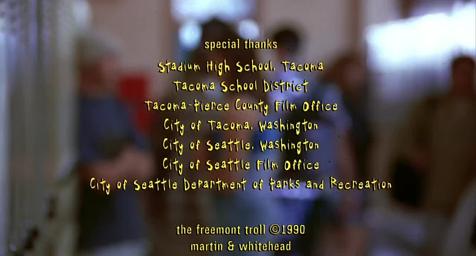 special thanks
Stadium High School, Tacoma
Tacoma School District
Tacoma-Pierce County Film Office
City of Tacoma, Washington
City of Seattle, Washington
City of Seattle Film Office
City of Seattle Department of Parks and Recreation
the freemont troll ©1990
martin & whitehead